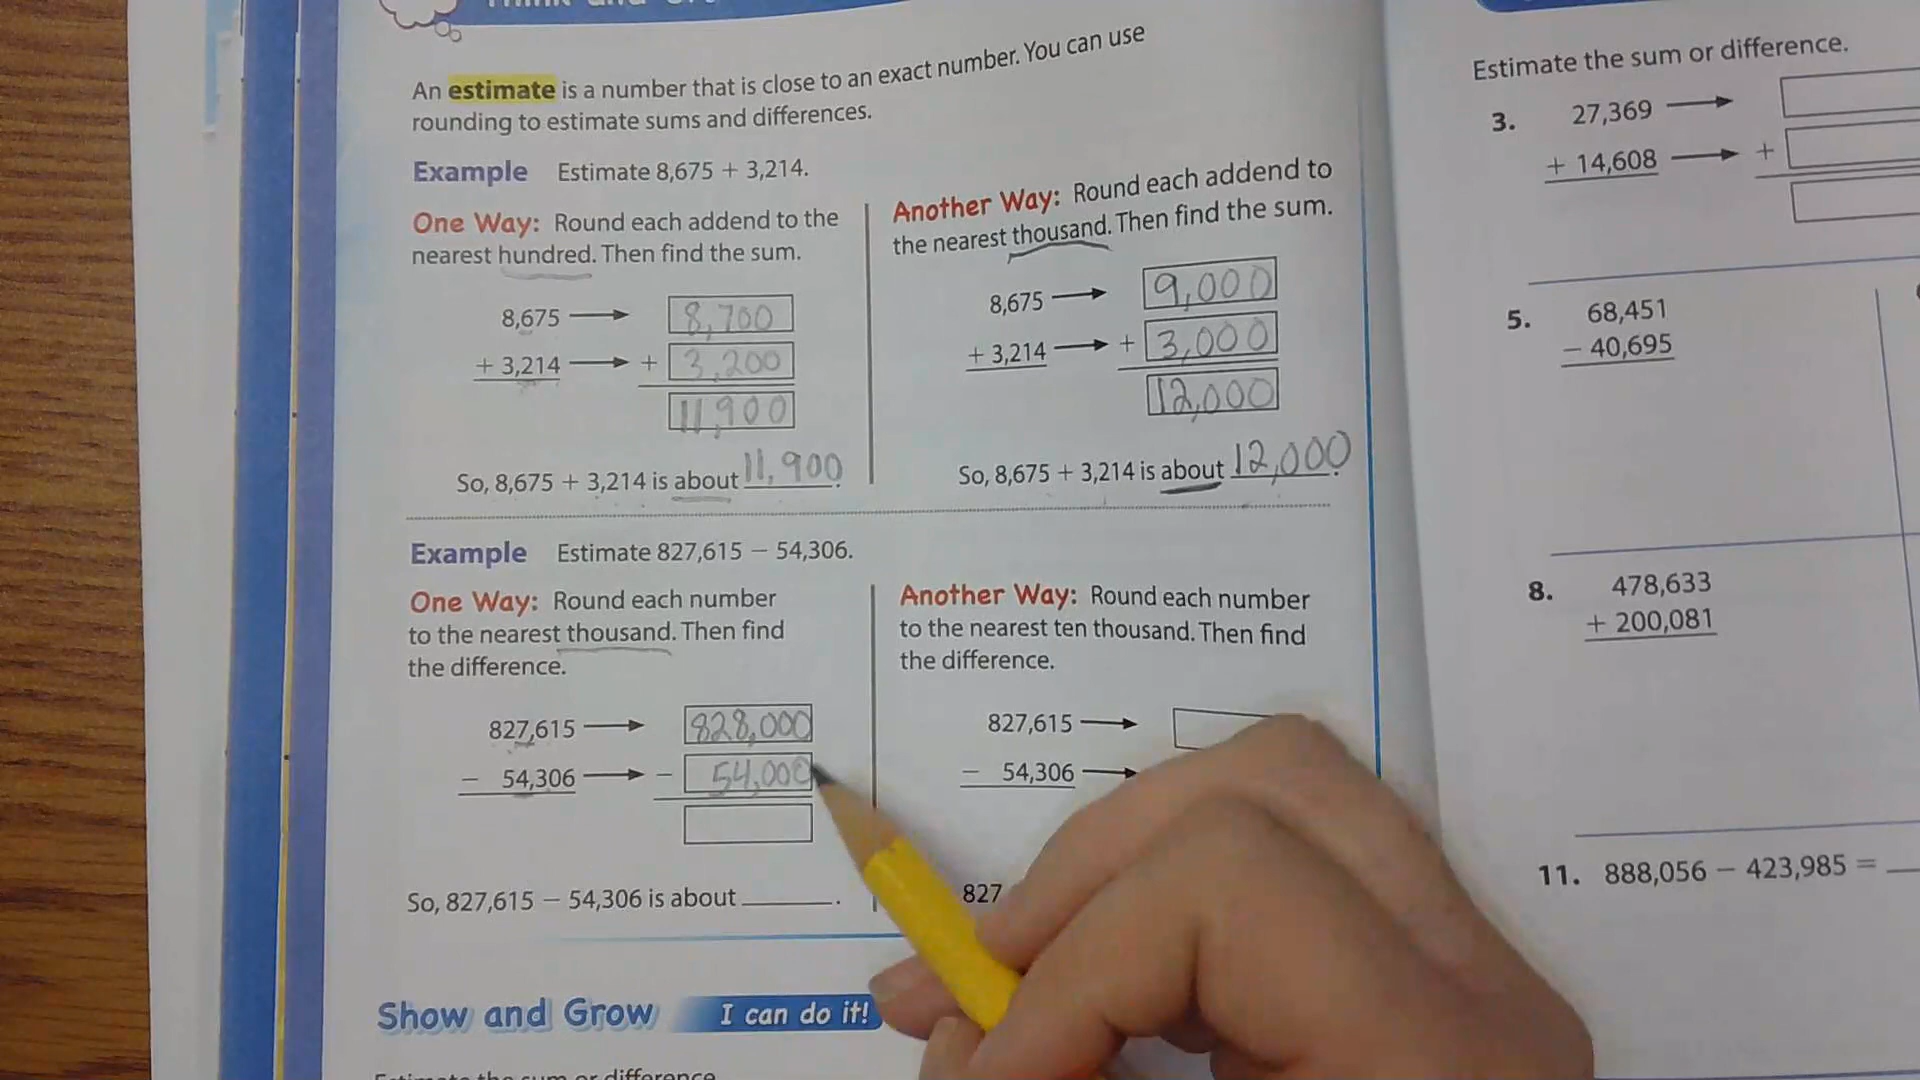 Think and
An estimate is a number that is close to an exact number. You can use
rounding to estimate sums and differences.
Example Estimate 8,675 + 3,214.
One Way: Round each addend to the
nearest hundred. Then find the sum.
8,675 → 8,700
+ 3,214 → + 3,200
11,900
So, 8,675 + 3,214 is about 11,900.
Another Way: Round each addend to
the nearest thousand. Then find the sum.
8,675 → 9,000
+ 3,214 → + 3,000
12,000
So, 8,675 + 3,214 is about 12,000.
Example Estimate 827,615 − 54,306.
One Way: Round each number
to the nearest thousand. Then find
the difference.
827,615 → 828,000
− 54,306 → − 54,000
So, 827,615 − 54,306 is about ______.
Another Way: Round each number
to the nearest ten thousand. Then find
the difference.
827,615 →
− 54,306 →
827
Show and Grow I can do it!
Estimate the sum or difference.
Estimate the sum or difference.
3. 27,369 →
+ 14,608 → +
5. 68,451
− 40,695
8. 478,633
+ 200,081
11. 888,056 − 423,985 = __